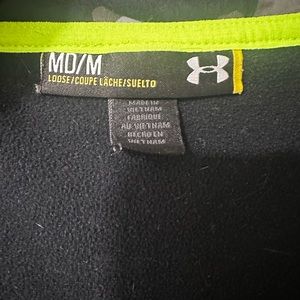 MD/M
LOOSE/COUPE LÂCHE/SUELTO
MADE IN
VIETNAM
FABRIQUÉ
AU VIETNAM
HECHO EN
VIETNAM